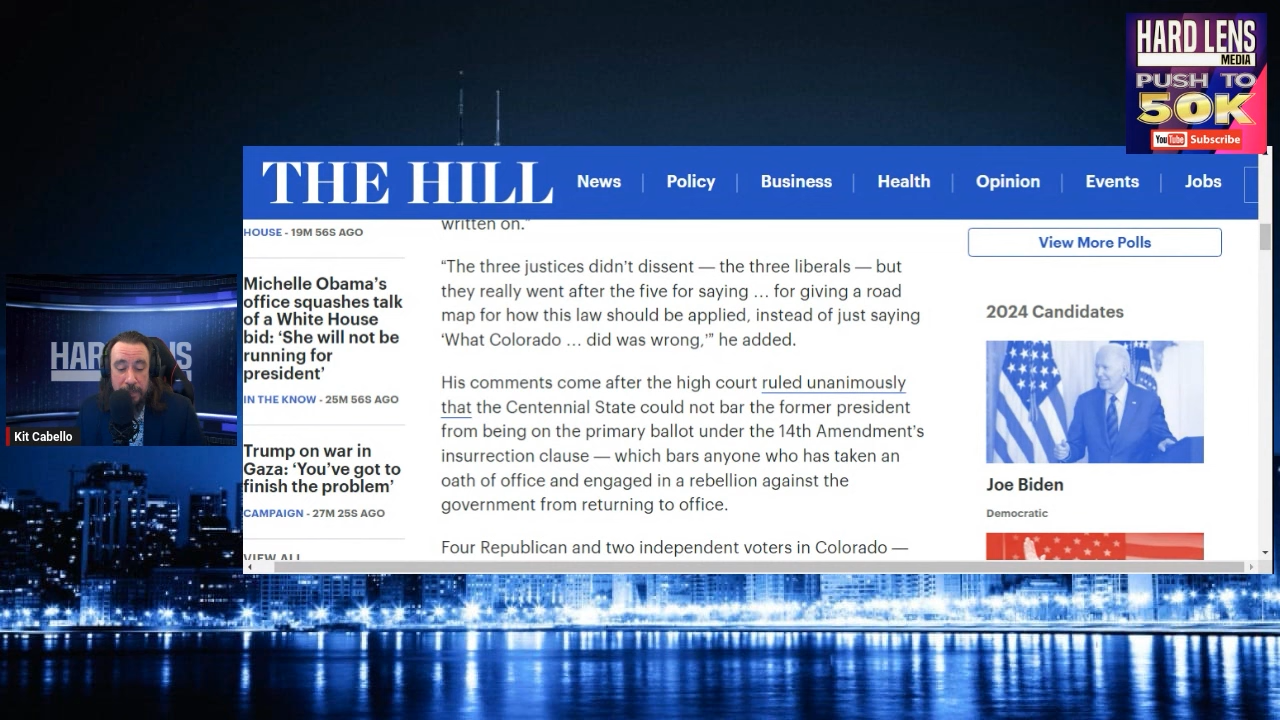 HARD LENS
MEDIA
PUSH TO
50K
YouTube Subscribe
THE HILL
News
Policy
Business
Health
Opinion
Events
Jobs
HOUSE - 19M 56S AGO
Michelle Obama’s
office squashes talk
of a White House
bid: ‘She will not be
running for
president’
IN THE KNOW - 25M 56S AGO
Trump on war in
Gaza: ‘You’ve got to
finish the problem’
CAMPAIGN - 27M 25S AGO
VIEW ALL
written on.”
“The three justices didn’t dissent — the three liberals — but
they really went after the five for saying … for giving a road
map for how this law should be applied, instead of just saying
‘What Colorado … did was wrong,’” he added.
His comments come after the high court ruled unanimously
that the Centennial State could not bar the former president
from being on the primary ballot under the 14th Amendment’s
insurrection clause — which bars anyone who has taken an
oath of office and engaged in a rebellion against the
government from returning to office.
Four Republican and two independent voters in Colorado —
View More Polls
2024 Candidates
Joe Biden
Democratic
HARD LENS
Kit Cabello